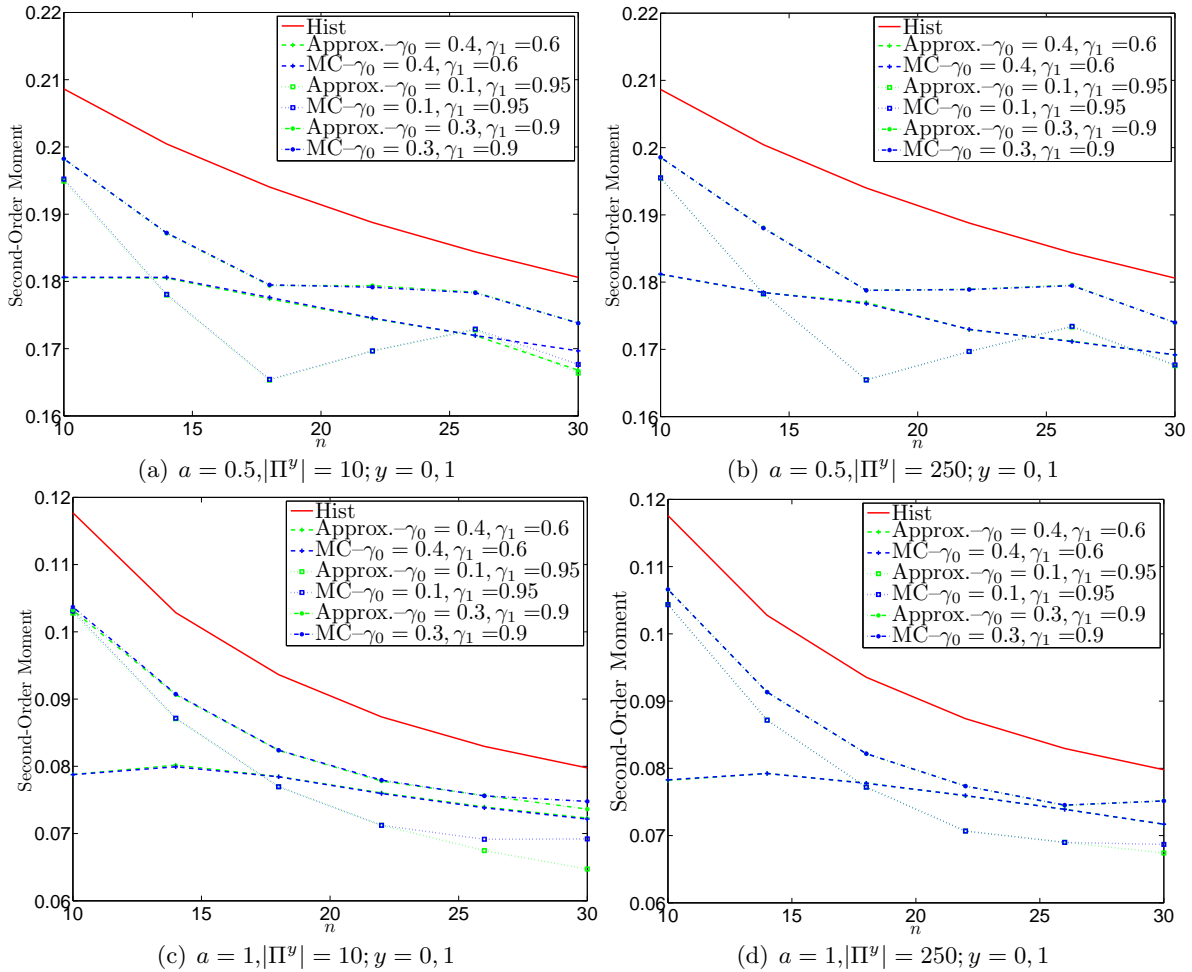 0.22
0.21
0.2
0.19
0.18
0.17
0.16
Second-Order Moment
Hist
Approx.–γ₀ = 0.4, γ₁ =0.6
MC–γ₀ = 0.4, γ₁ =0.6
Approx.–γ₀ = 0.1, γ₁ =0.95
MC–γ₀ = 0.1, γ₁ =0.95
Approx.–γ₀ = 0.3, γ₁ =0.9
MC–γ₀ = 0.3, γ₁ =0.9
10 15 20 25 30
n
(a) a = 0.5,|Π^y| = 10; y = 0, 1
0.22
0.21
0.2
0.19
0.18
0.17
0.16
Second-Order Moment
Hist
Approx.–γ₀ = 0.4, γ₁ =0.6
MC–γ₀ = 0.4, γ₁ =0.6
Approx.–γ₀ = 0.1, γ₁ =0.95
MC–γ₀ = 0.1, γ₁ =0.95
Approx.–γ₀ = 0.3, γ₁ =0.9
MC–γ₀ = 0.3, γ₁ =0.9
10 15 20 25 30
n
(b) a = 0.5,|Π^y| = 250; y = 0, 1
0.12
0.11
0.1
0.09
0.08
0.07
0.06
Second-Order Moment
Hist
Approx.–γ₀ = 0.4, γ₁ =0.6
MC–γ₀ = 0.4, γ₁ =0.6
Approx.–γ₀ = 0.1, γ₁ =0.95
MC–γ₀ = 0.1, γ₁ =0.95
Approx.–γ₀ = 0.3, γ₁ =0.9
MC–γ₀ = 0.3, γ₁ =0.9
10 15 20 25 30
n
(c) a = 1,|Π^y| = 10; y = 0, 1
0.12
0.11
0.1
0.09
0.08
0.07
0.06
Second-Order Moment
Hist
Approx.–γ₀ = 0.4, γ₁ =0.6
MC–γ₀ = 0.4, γ₁ =0.6
Approx.–γ₀ = 0.1, γ₁ =0.95
MC–γ₀ = 0.1, γ₁ =0.95
Approx.–γ₀ = 0.3, γ₁ =0.9
MC–γ₀ = 0.3, γ₁ =0.9
10 15 20 25 30
n
(d) a = 1,|Π^y| = 250; y = 0, 1